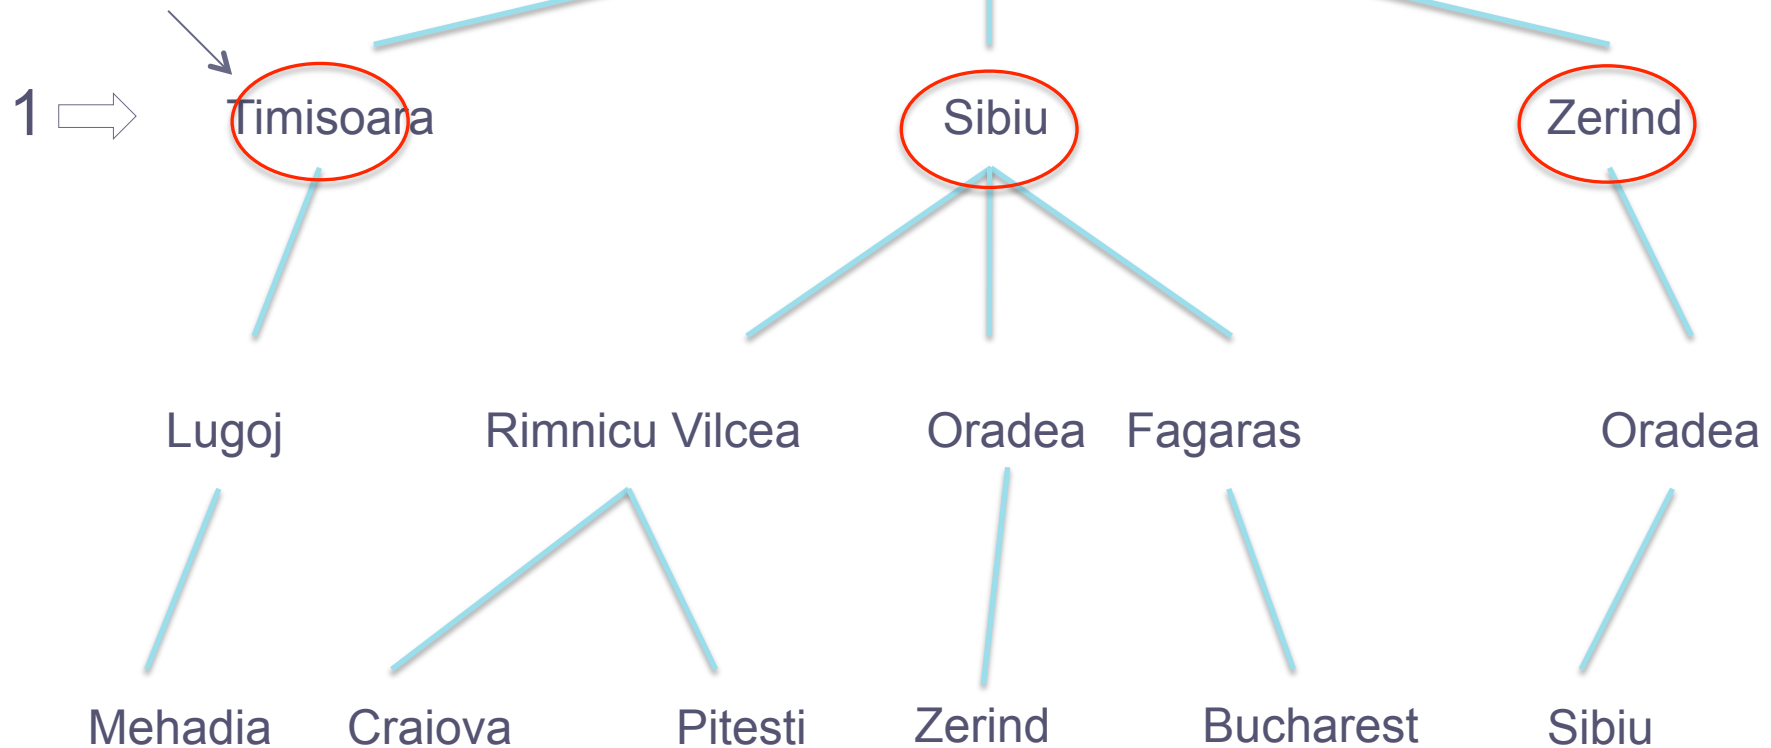 1 Timisoara Sibiu Zerind
Lugoj Rimnicu Vilcea Oradea Fagaras Oradea
Mehadia Craiova Pitesti Zerind Bucharest Sibiu